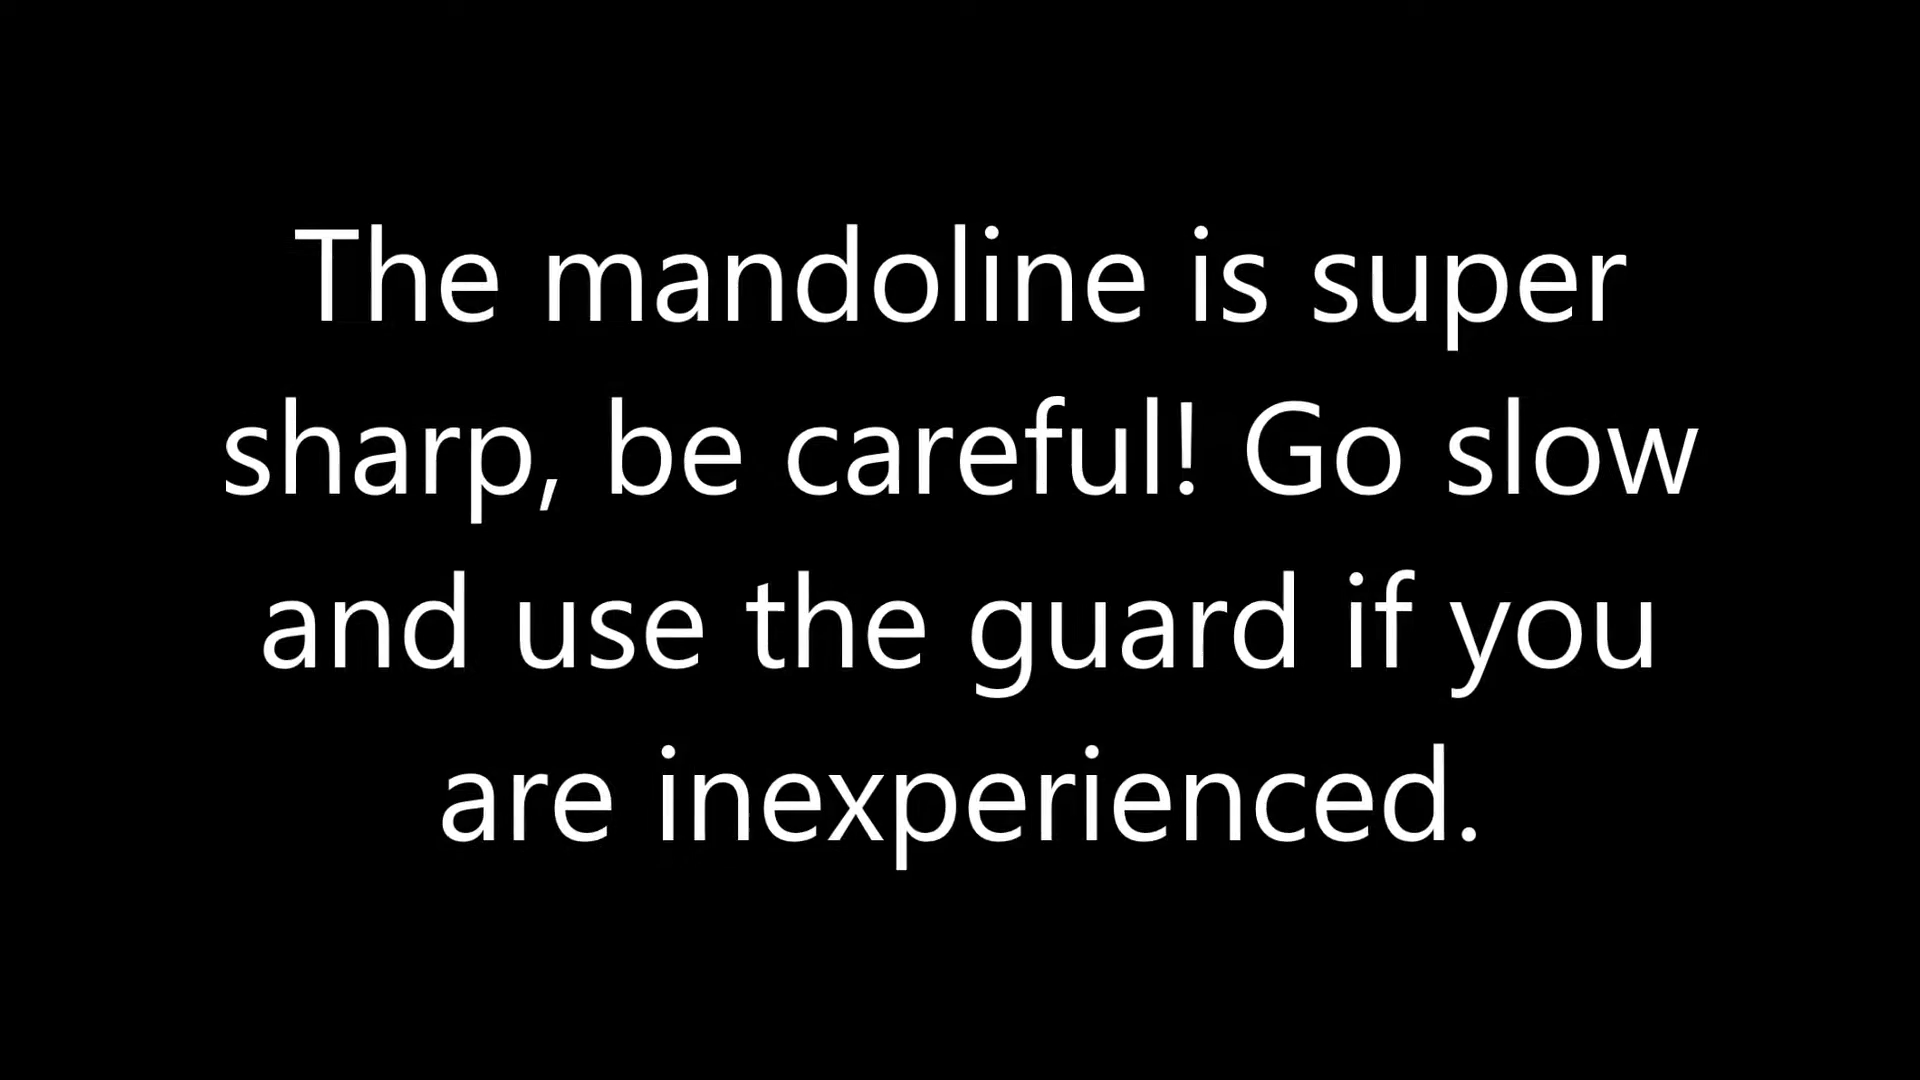 The mandoline is super
sharp, be careful! Go slow
and use the guard if you
are inexperienced.